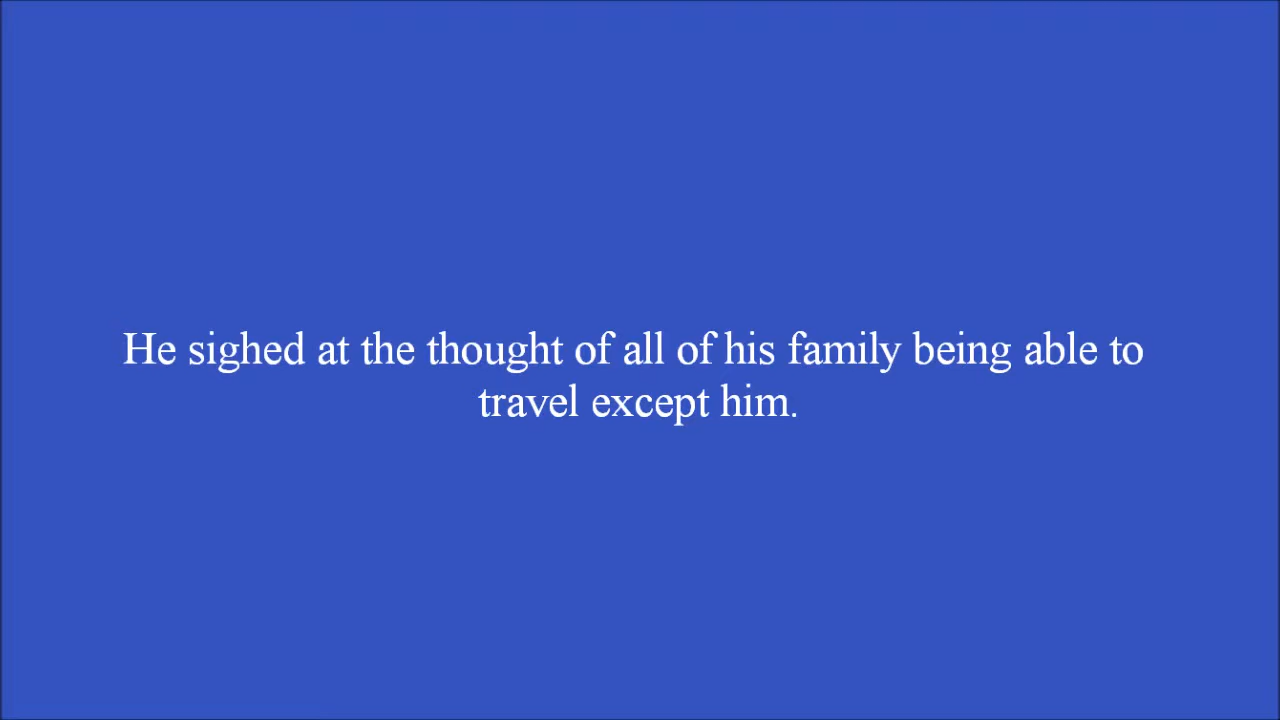 He sighed at the thought of all of his family being able to
travel except him.